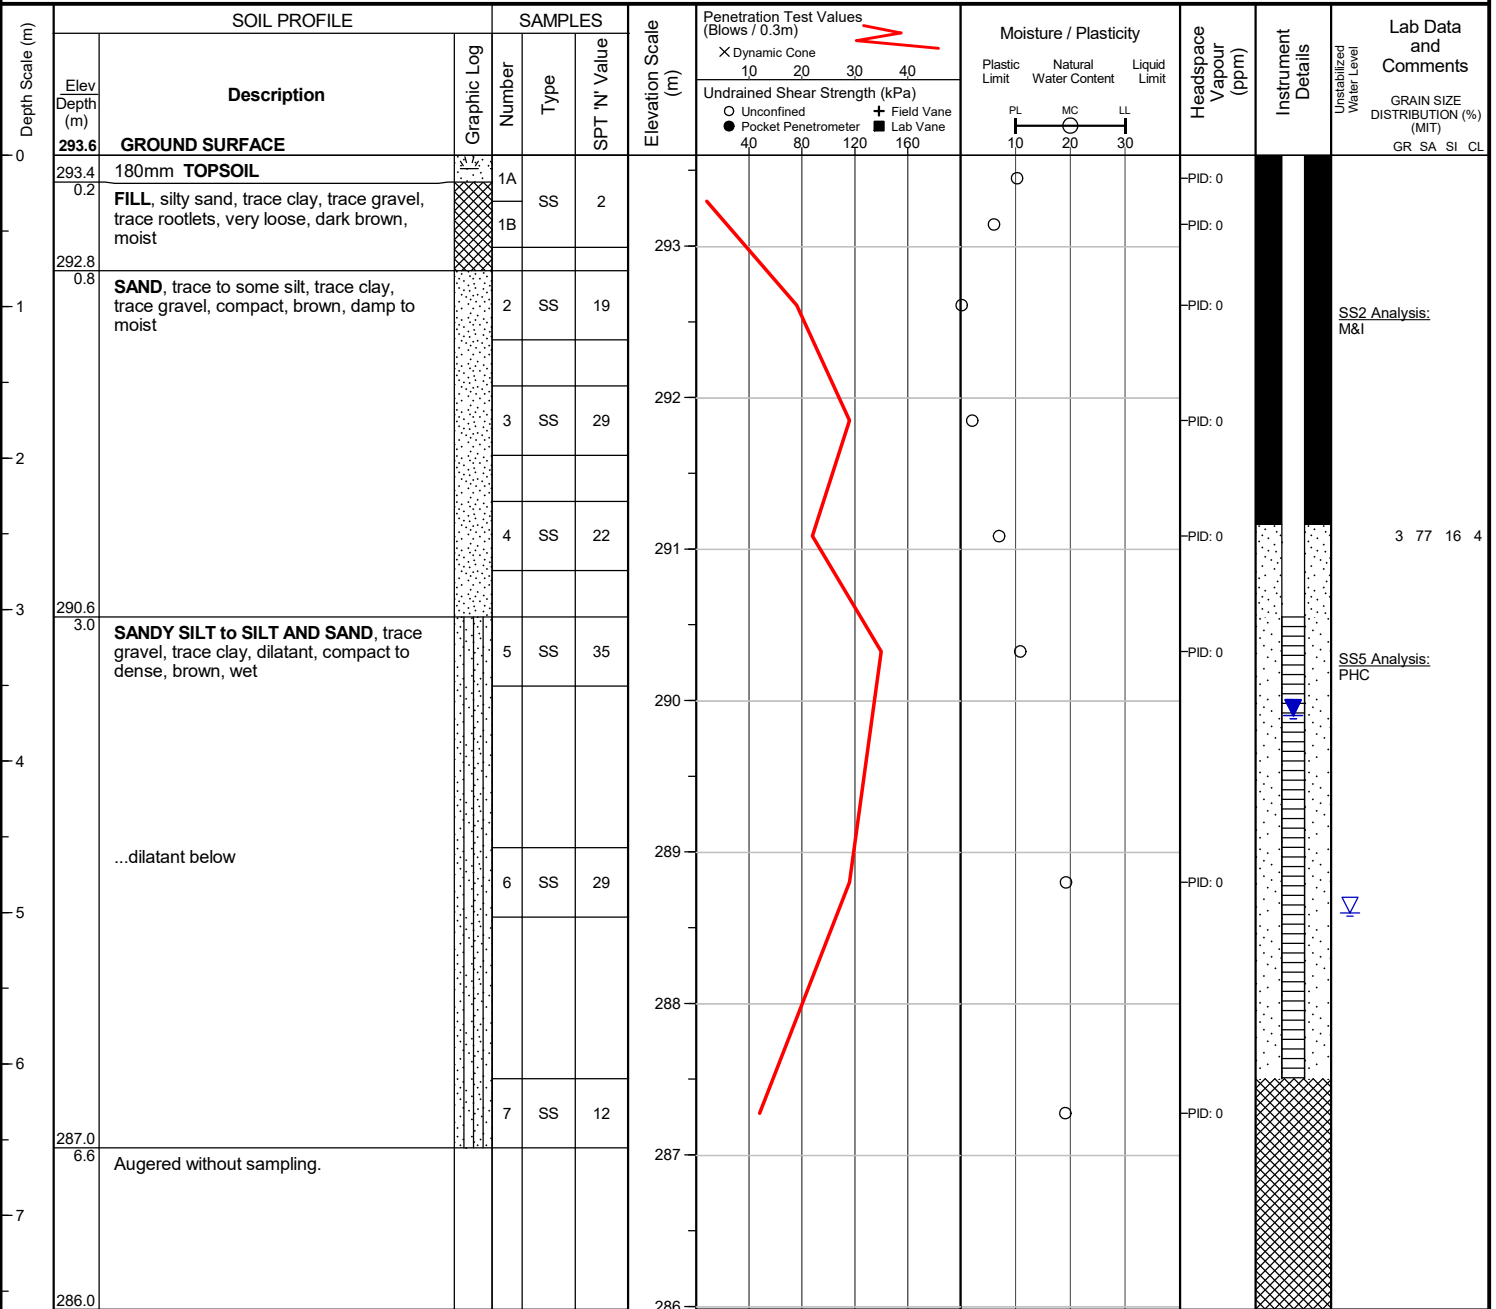 SOIL PROFILE
SAMPLES
Depth Scale (m)
Elev
Depth
(m)
Description
Graphic Log
Number
Type
SPT 'N' Value
Elevation Scale
(m)
Penetration Test Values
(Blows / 0.3m)
× Dynamic Cone
10 20 30 40
Undrained Shear Strength (kPa)
Unconfined + Field Vane
Pocket Penetrometer Lab Vane
40 80 120 160
Moisture / Plasticity
Plastic
Limit
Natural
Water Content
Liquid
Limit
PL MC LL
10 20 30
Headspace
Vapour
(ppm)
Instrument
Details
Unstabilized
Water Level
Lab Data
and
Comments
GRAIN SIZE
DISTRIBUTION (%)
(MIT)
GR SA SI CL
293.6 GROUND SURFACE
0
293.4 180mm TOPSOIL
0.2
FILL, silty sand, trace clay, trace gravel,
trace rootlets, very loose, dark brown,
moist
1A
1B
SS 2
PID: 0
PID: 0
293
292.8
0.8
SAND, trace to some silt, trace clay,
trace gravel, compact, brown, damp to
moist
1
2 SS 19
PID: 0
SS2 Analysis:
M&I
292
3 SS 29
PID: 0
2
4 SS 22
PID: 0
3 77 16 4
291
3
290.6
3.0
SANDY SILT to SILT AND SAND, trace
gravel, trace clay, dilatant, compact to
dense, brown, wet
5 SS 35
PID: 0
SS5 Analysis:
PHC
290
4
289
...dilatant below
6 SS 29
PID: 0
5
288
6
7 SS 12
PID: 0
287.0
6.6
Augered without sampling.
287
7
286.0
286